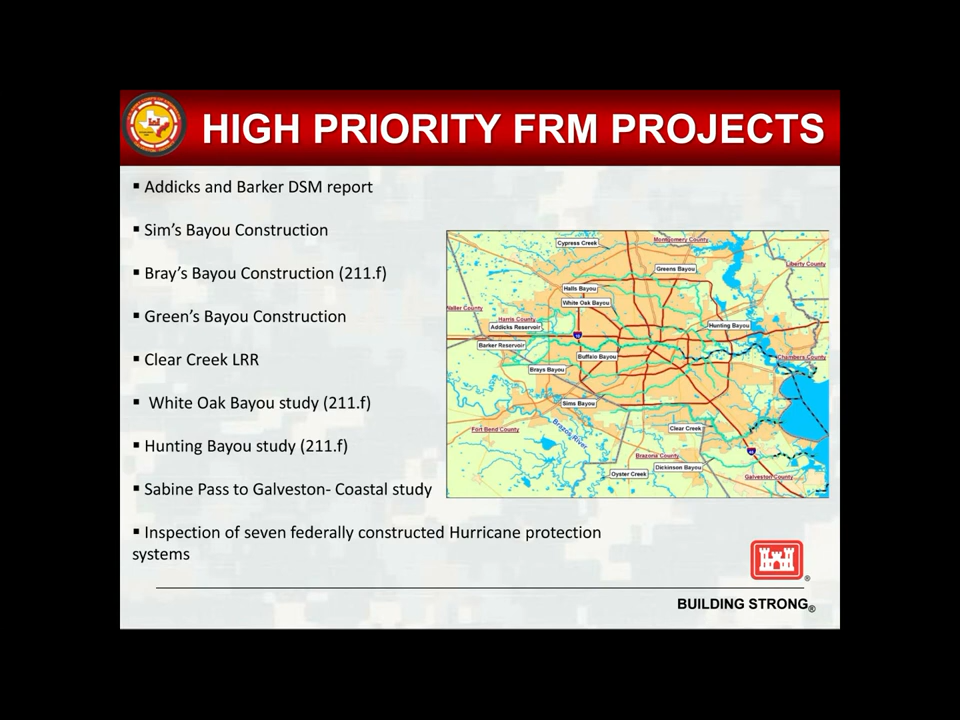 HIGH PRIORITY FRM PROJECTS
▪ Addicks and Barker DSM report
▪ Sim’s Bayou Construction
▪ Bray’s Bayou Construction (211.f)
▪ Green’s Bayou Construction
▪ Clear Creek LRR
▪ White Oak Bayou study (211.f)
▪ Hunting Bayou study (211.f)
▪ Sabine Pass to Galveston- Coastal study
▪ Inspection of seven federally constructed Hurricane protection
systems
Cypress Creek
Montgomery County
Liberty County
Greens Bayou
Halls Bayou
White Oak Bayou
Waller County
Harris County
Addicks Reservoir
Hunting Bayou
Barker Reservoir
Buffalo Bayou
Chambers County
Brays Bayou
Sims Bayou
Fort Bend County
Brazos River
Clear Creek
Brazoria County
Dickinson Bayou
Oyster Creek
Galveston County
®
BUILDING STRONG®